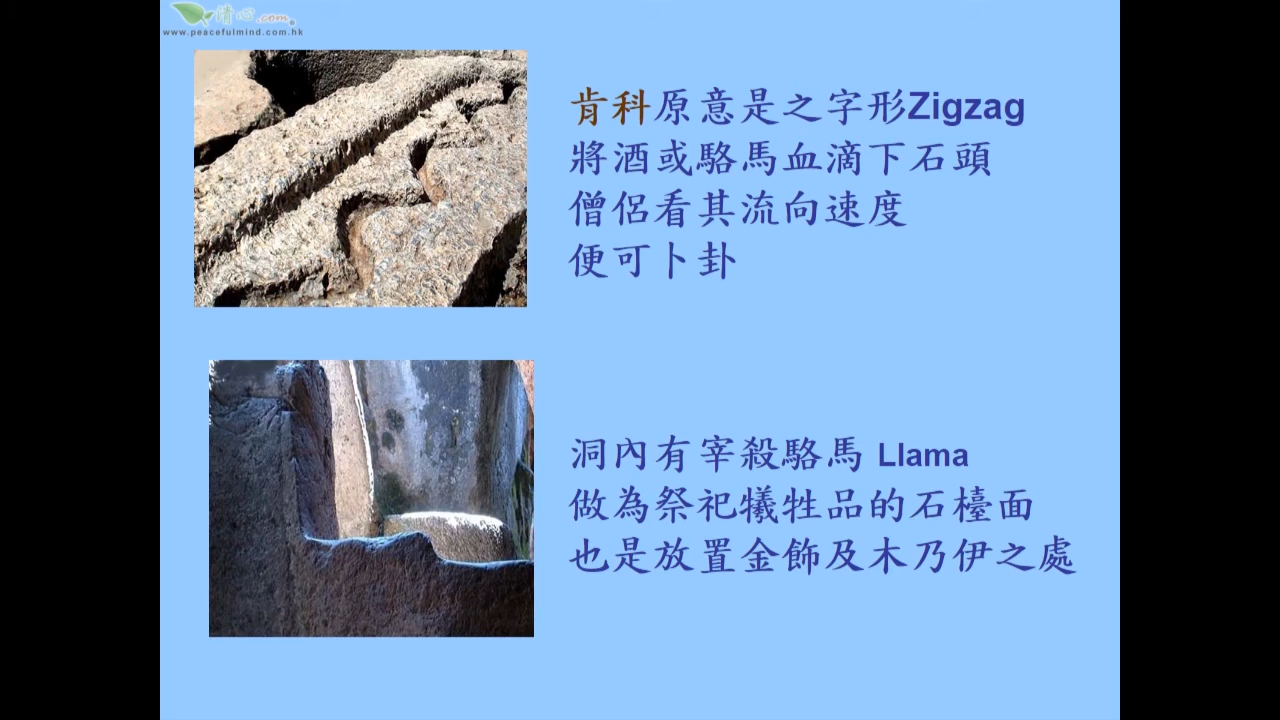 清心.com
www.peacefulmind.com.hk
肯科原意是之字形Zigzag
將酒或駱馬血滴下石頭
僧侶看其流向速度
便可卜卦
洞內有宰殺駱馬 Llama
做為祭祀犧牲品的石檯面
也是放置金飾及木乃伊之處